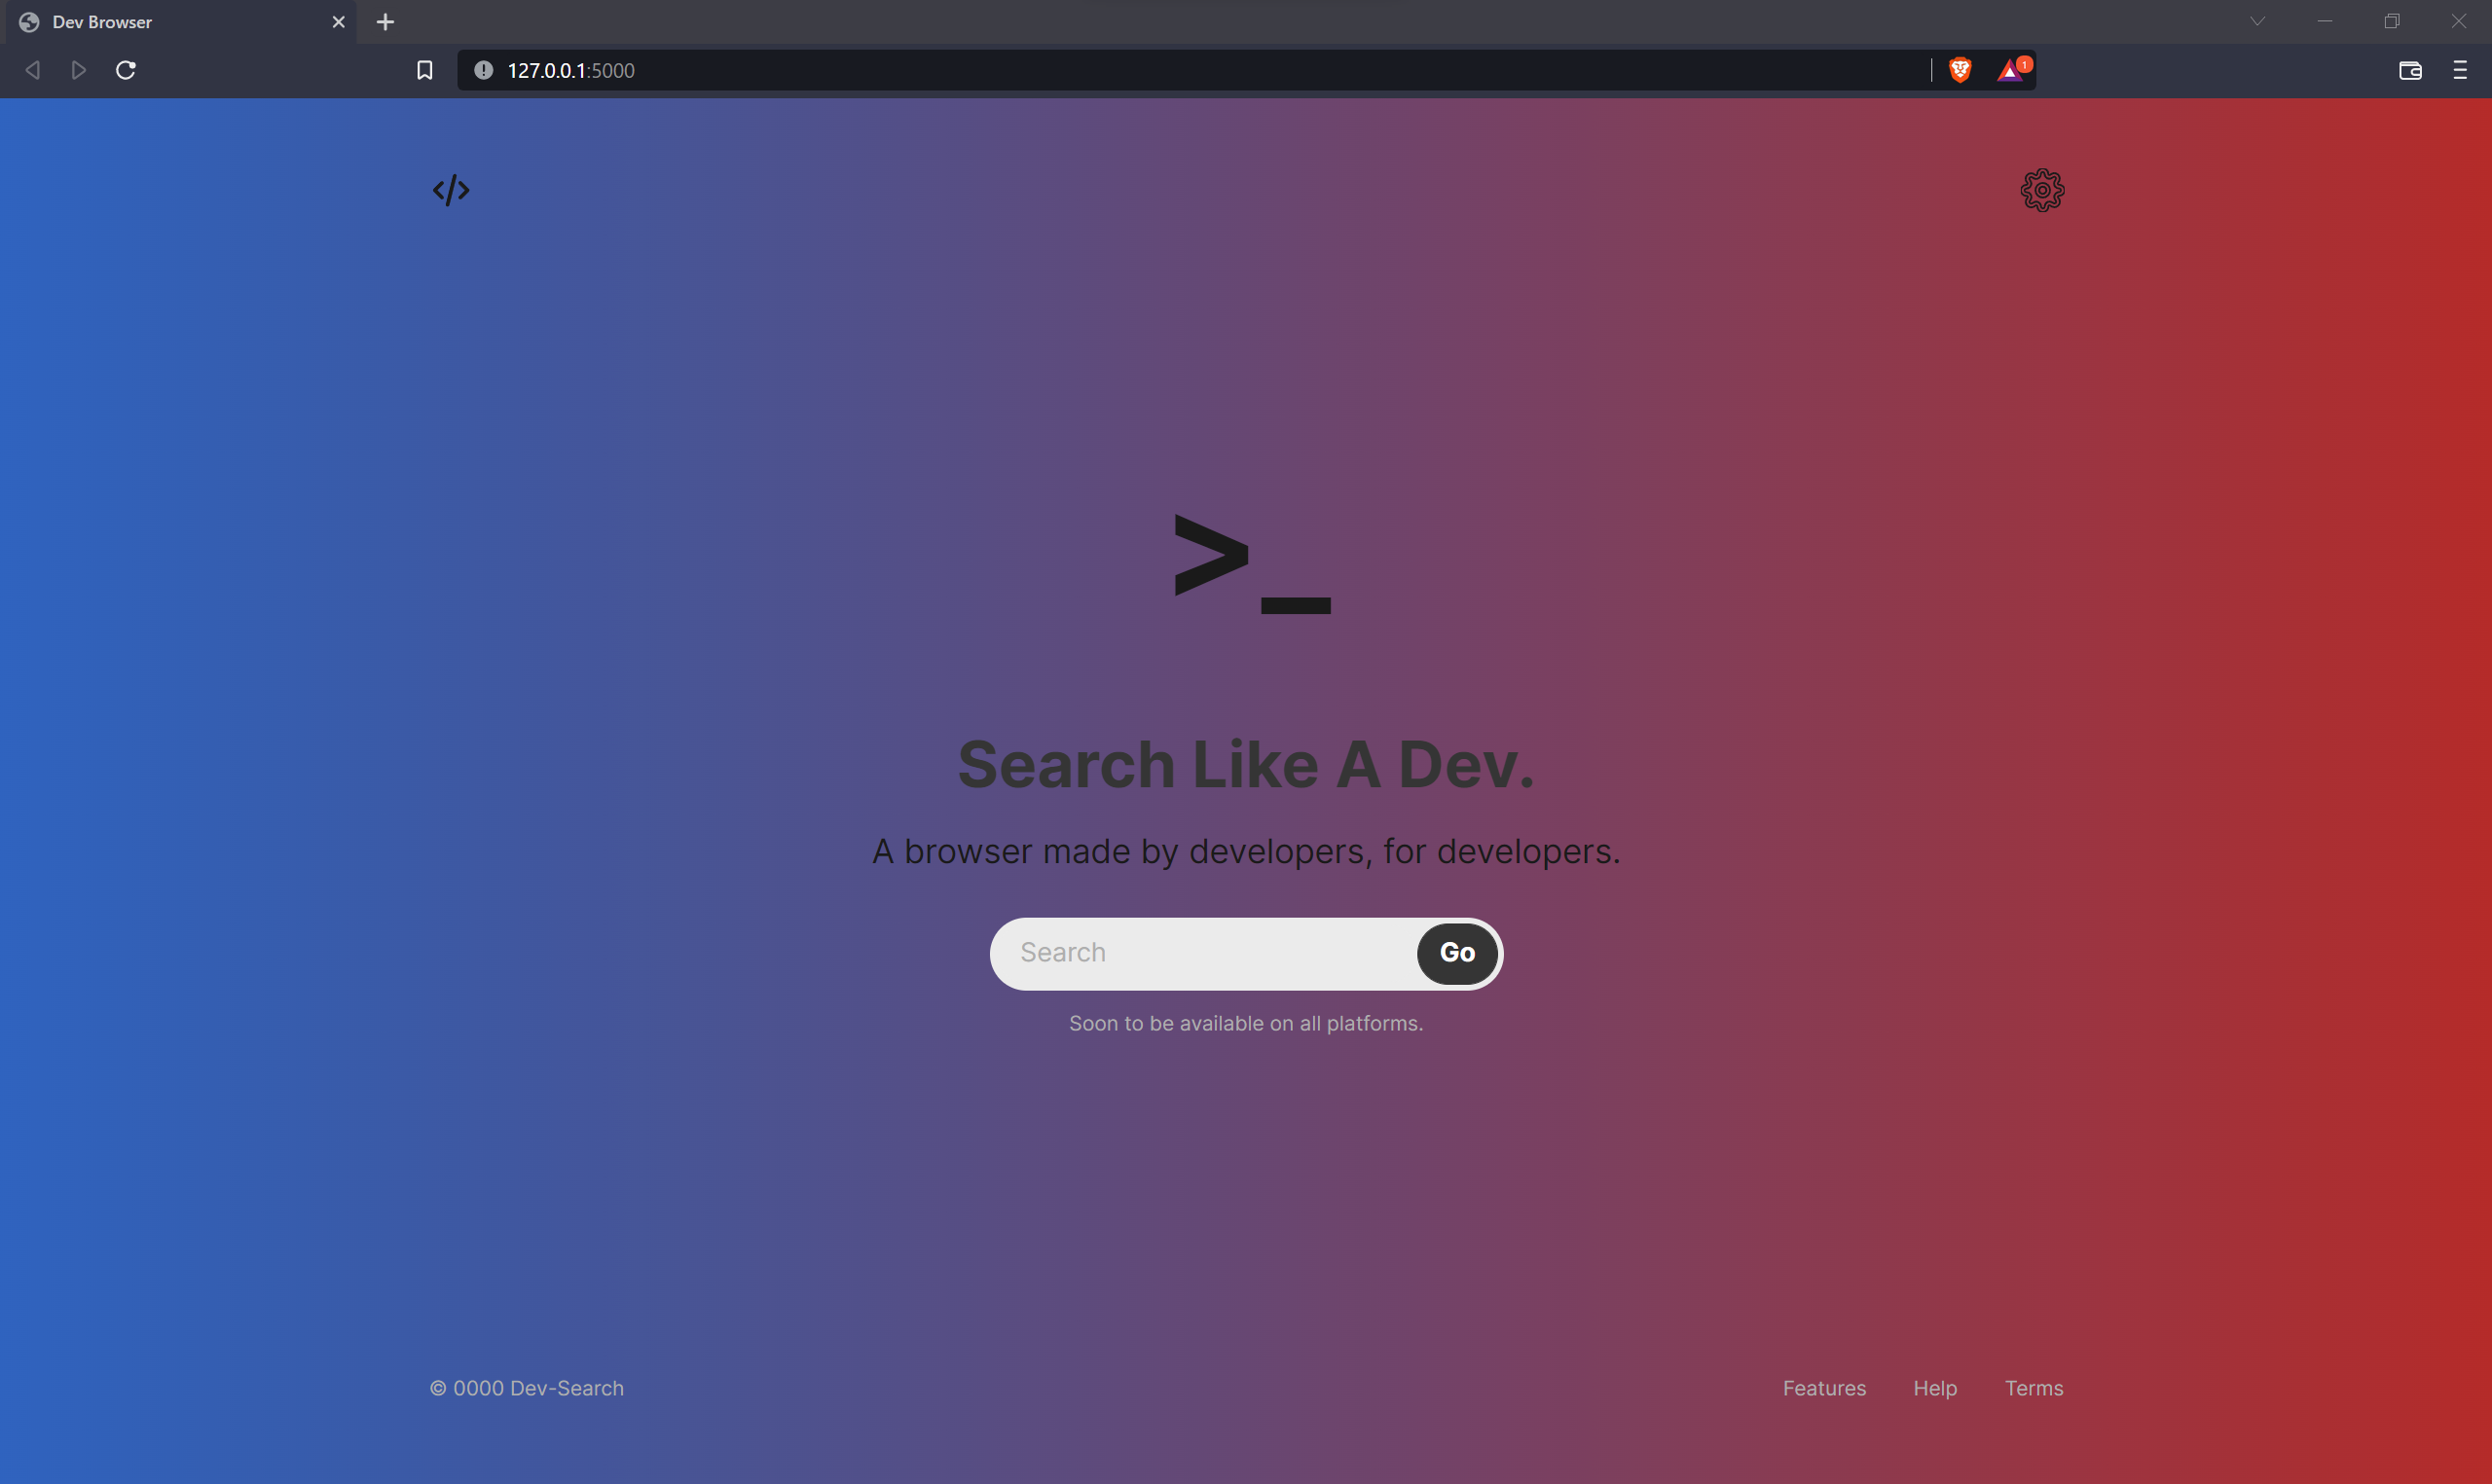 Dev Browser
127.0.0.1:5000
1
</>
>_
Search Like A Dev.
A browser made by developers, for developers.
Search Go
Soon to be available on all platforms.
© 0000 Dev-Search Features Help Terms